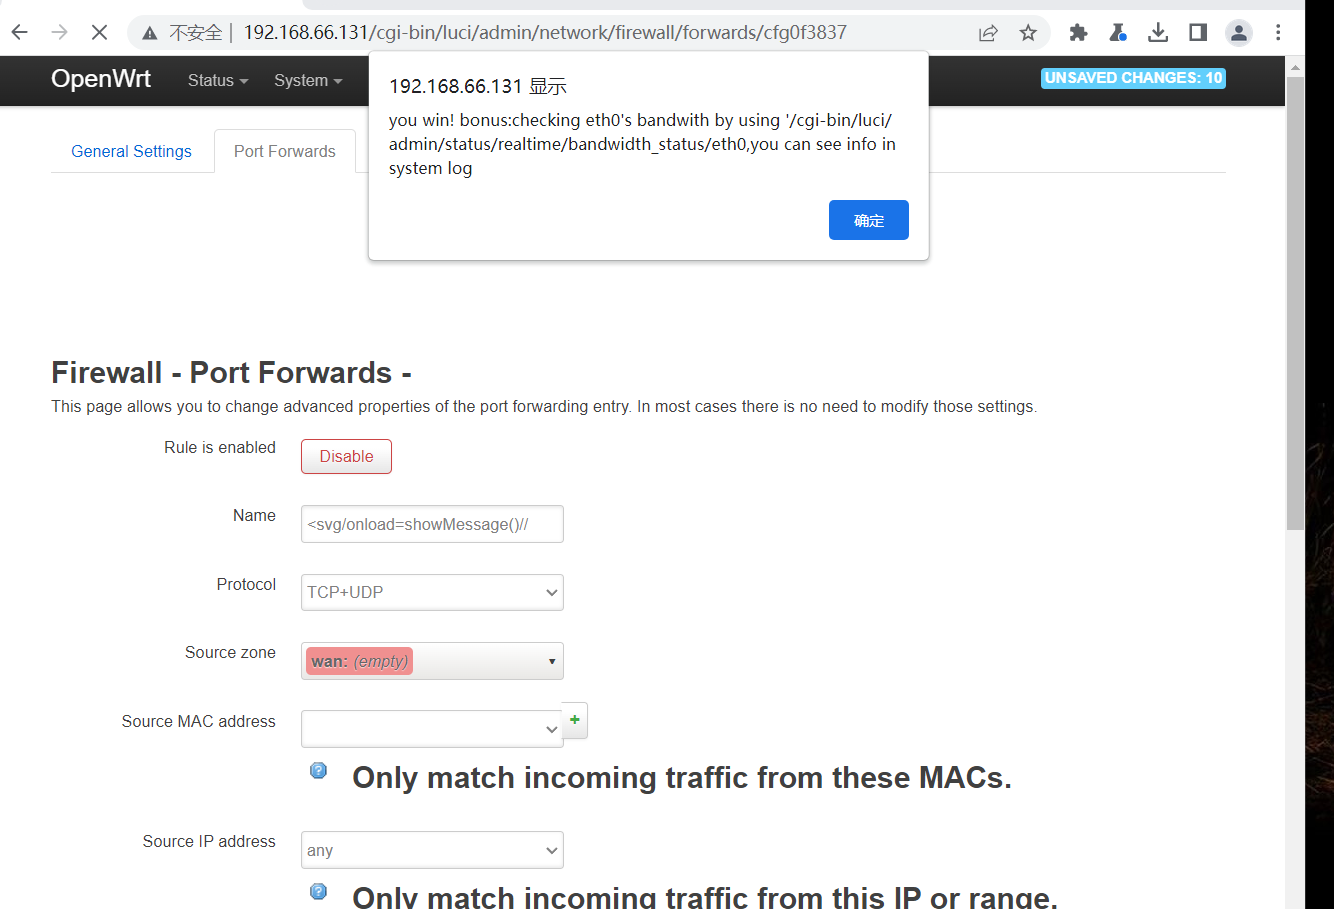 不安全 | 192.168.66.131/cgi-bin/luci/admin/network/firewall/forwards/cfg0f3837
OpenWrt Status System UNSAVED CHANGES: 10
192.168.66.131 显示
you win! bonus:checking eth0's bandwith by using '/cgi-bin/luci/
admin/status/realtime/bandwidth_status/eth0,you can see info in
system log
确定
General Settings Port Forwards
Firewall - Port Forwards -
This page allows you to change advanced properties of the port forwarding entry. In most cases there is no need to modify those settings.
Rule is enabled Disable
Name <svg/onload=showMessage()//
Protocol TCP+UDP
Source zone wan: (empty)
Source MAC address
Only match incoming traffic from these MACs.
Source IP address any
Only match incoming traffic from this IP or range.